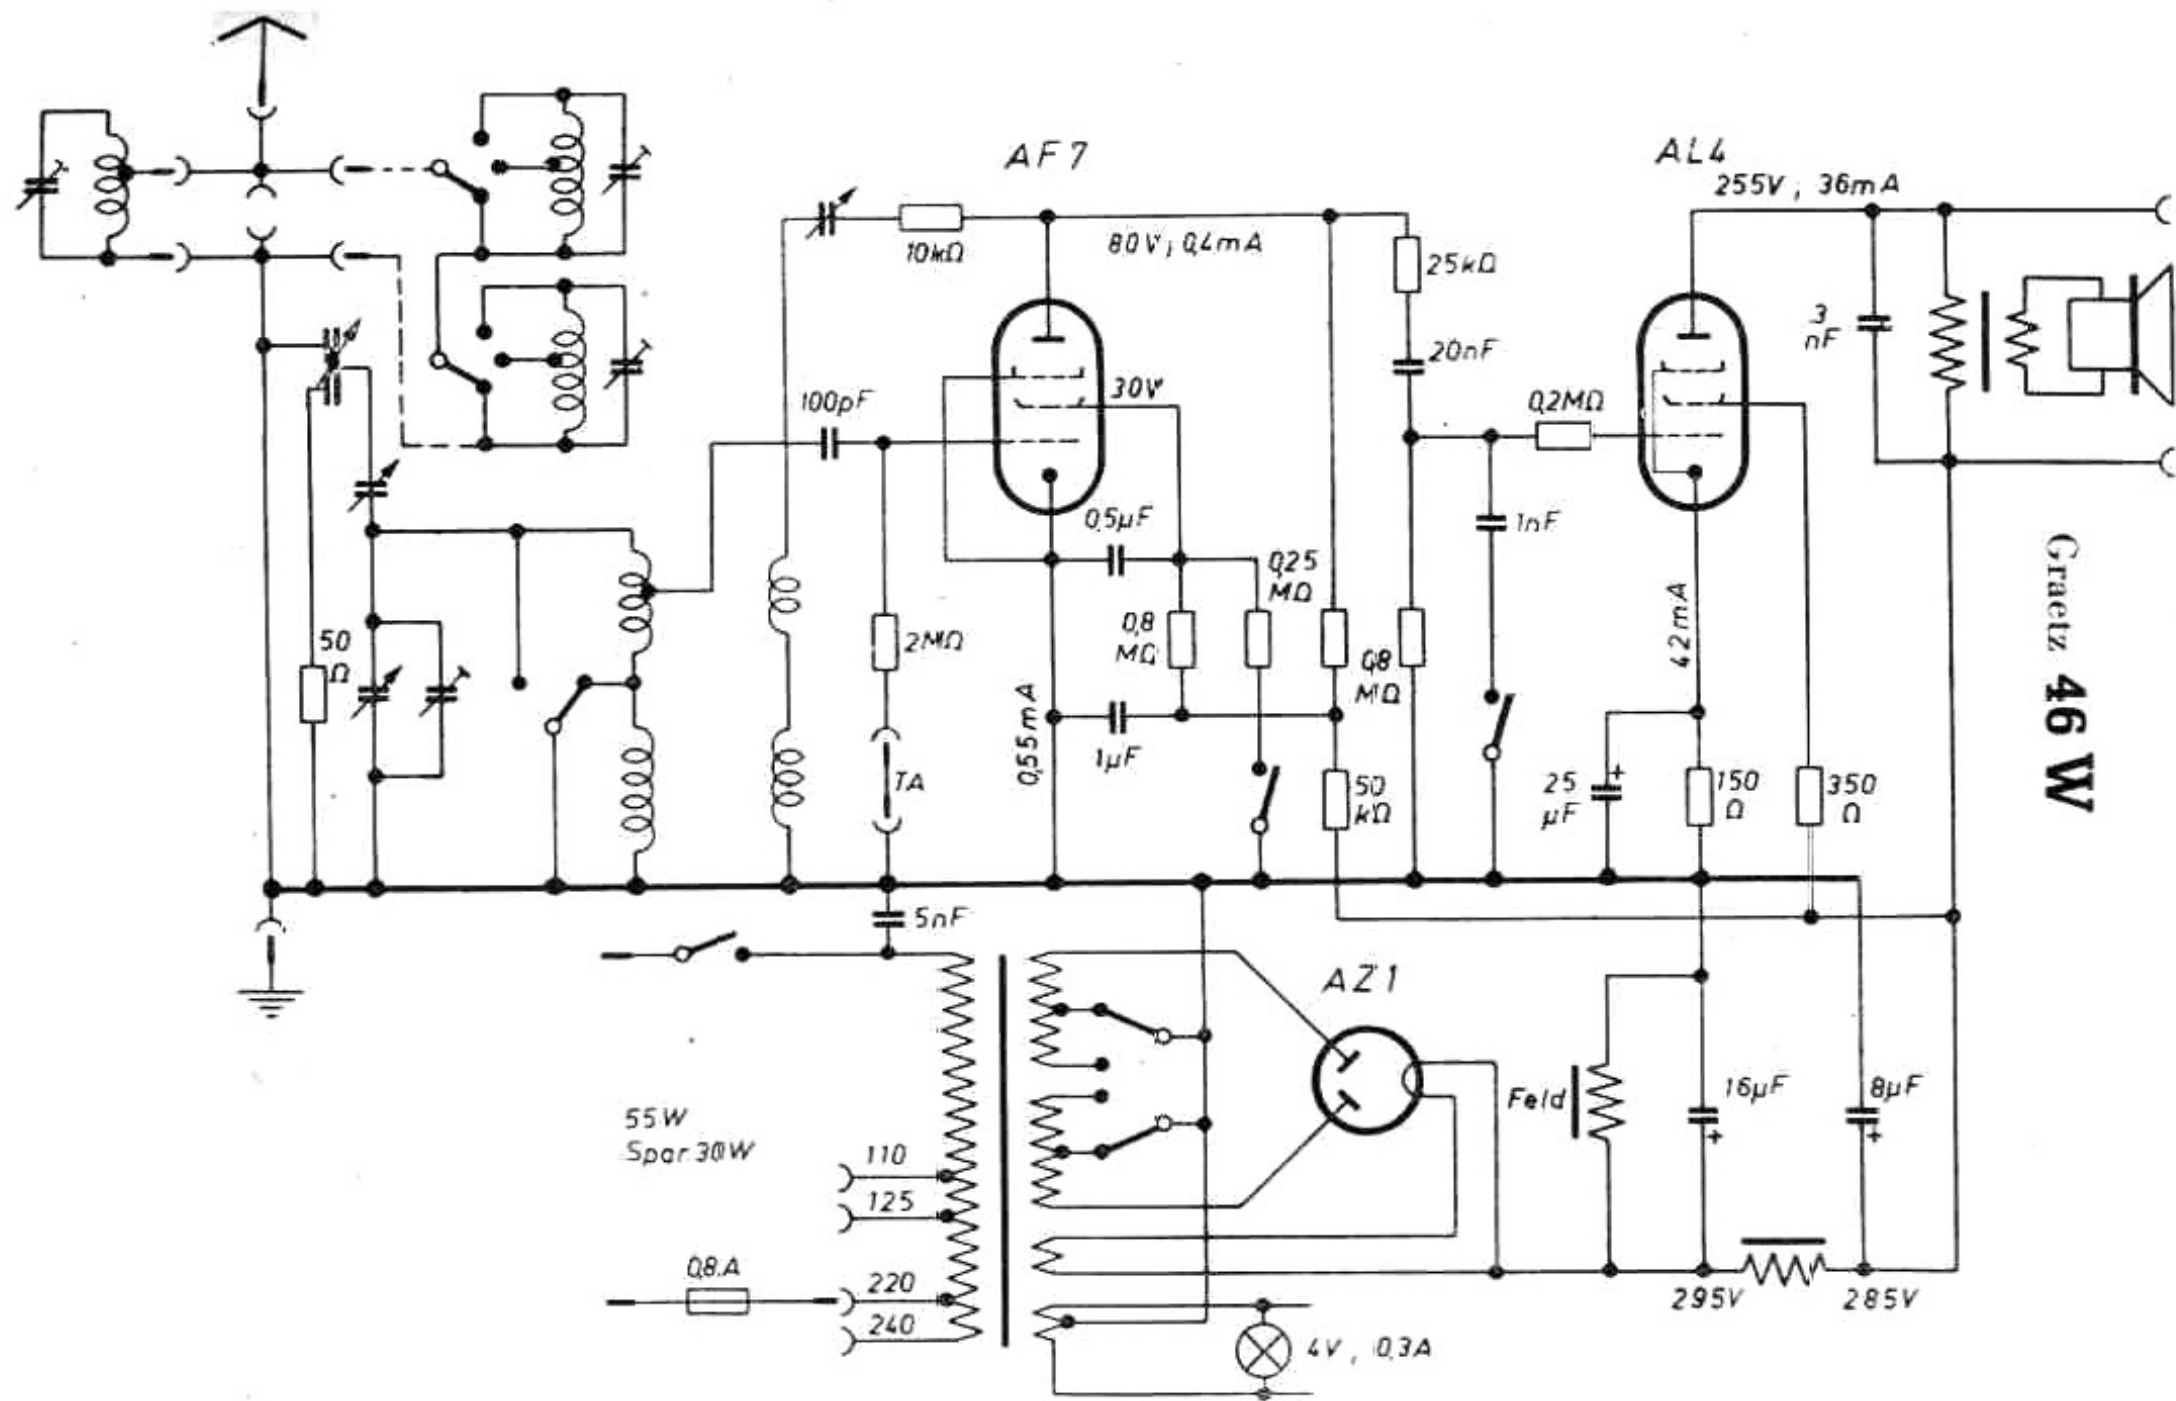 AF7
AL4
255V, 36mA
10kΩ
80V, 0,4mA
25kΩ
3
nF
20nF
30V
100pF
0,2MΩ
0,5µF
1nF
0,25
MΩ
Graetz 46 W
50
Ω
2MΩ
0,8
MΩ
0,8
MΩ
42mA
0,55mA
1µF
TA
50
kΩ
25
µF
+
150
Ω
350
Ω
5nF
AZ1
55W
Spar 30W
Feld
16µF
+
8µF
+
110
125
0,8A
220
240
295V
285V
4V, 0,3A